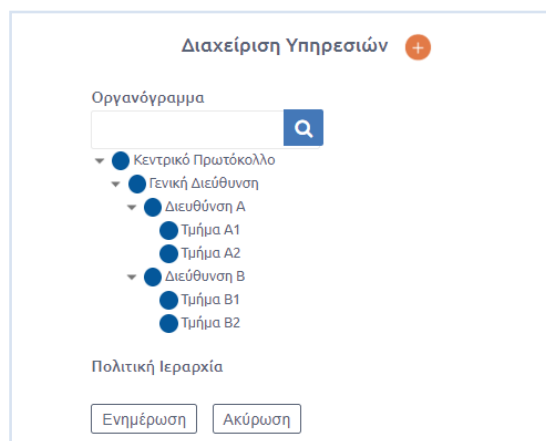 Διαχείριση Υπηρεσιών
Οργανόγραμμα
Κεντρικό Πρωτόκολλο
Γενική Διεύθυνση
Διευθύνση Α
Τμήμα Α1
Τμήμα Α2
Διεύθυνση Β
Τμήμα Β1
Τμήμα Β2
Πολιτική Ιεραρχία
Ενημέρωση Ακύρωση